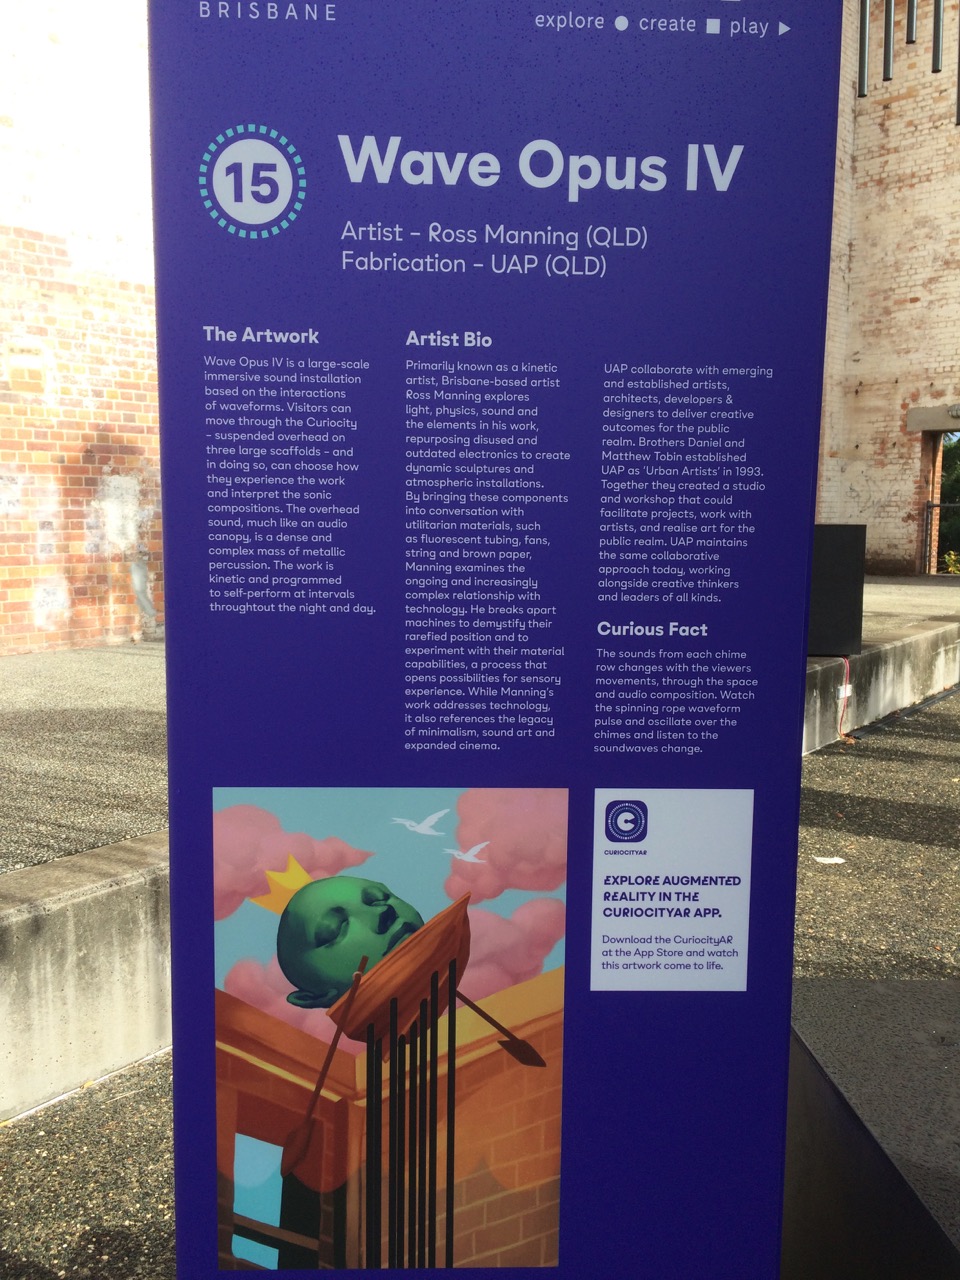 BRISBANE
explore create play
15
Wave Opus IV
Artist – Ross Manning (QLD)
Fabrication – UAP (QLD)
The Artwork
Wave Opus IV is a large-scale
immersive sound installation
based on the interactions
of waveforms. Visitors can
move through the Curiocity
– suspended overhead on
three large scaffolds – and
in doing so, can choose how
they experience the work
and interpret the sonic
compositions. The overhead
sound, much like an audio
canopy, is a dense and
complex mass of metallic
percussion. The work is
kinetic and programmed
to self-perform at intervals
throughtout the night and day.
Artist Bio
Primarily known as a kinetic
artist, Brisbane-based artist
Ross Manning explores
light, physics, sound and
the elements in his work,
repurposing disused and
outdated electronics to create
dynamic sculptures and
atmospheric installations.
By bringing these components
into conversation with
utilitarian materials, such
as fluorescent tubing, fans,
string and brown paper,
Manning examines the
ongoing and increasingly
complex relationship with
technology. He breaks apart
machines to demystify their
rarefied position and to
experiment with their material
capabilities, a process that
opens possibilities for sensory
experience. While Manning's
work addresses technology,
it also references the legacy
of minimalism, sound art and
expanded cinema.
UAP collaborate with emerging
and established artists,
architects, developers &
designers to deliver creative
outcomes for the public
realm. Brothers Daniel and
Matthew Tobin established
UAP as 'Urban Artists' in 1993.
Together they created a studio
and workshop that could
facilitate projects, work with
artists, and realise art for the
public realm. UAP maintains
the same collaborative
approach today, working
alongside creative thinkers
and leaders of all kinds.
Curious Fact
The sounds from each chime
row changes with the viewers
movements, through the space
and audio composition. Watch
the spinning rope waveform
pulse and oscillate over the
chimes and listen to the
soundwaves change.
C
CURIOCITYAR
EXPLORE AUGMENTED
REALITY IN THE
CURIOCITYAR APP.
Download the CuriocityAR
at the App Store and watch
this artwork come to life.